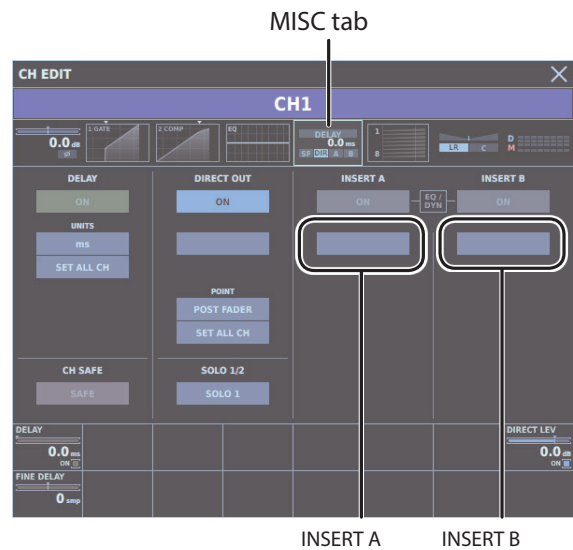 MISC tab
CH EDIT
CH1
0.0 dB
Ø
1 GATE
2 COMP
EQ
DELAY
0.0 ms
SF DIR A B
1
8
LR C
D
M
DELAY
DIRECT OUT
INSERT A
INSERT B
ON
ON
ON
EQ / DYN
ON
UNITS
ms
SET ALL CH
POINT
POST FADER
SET ALL CH
CH SAFE
SOLO 1/2
SAFE
SOLO 1
DELAY
0.0 ms
ON
DIRECT LEV
0.0 dB
ON
FINE DELAY
0 smp
INSERT A
INSERT B